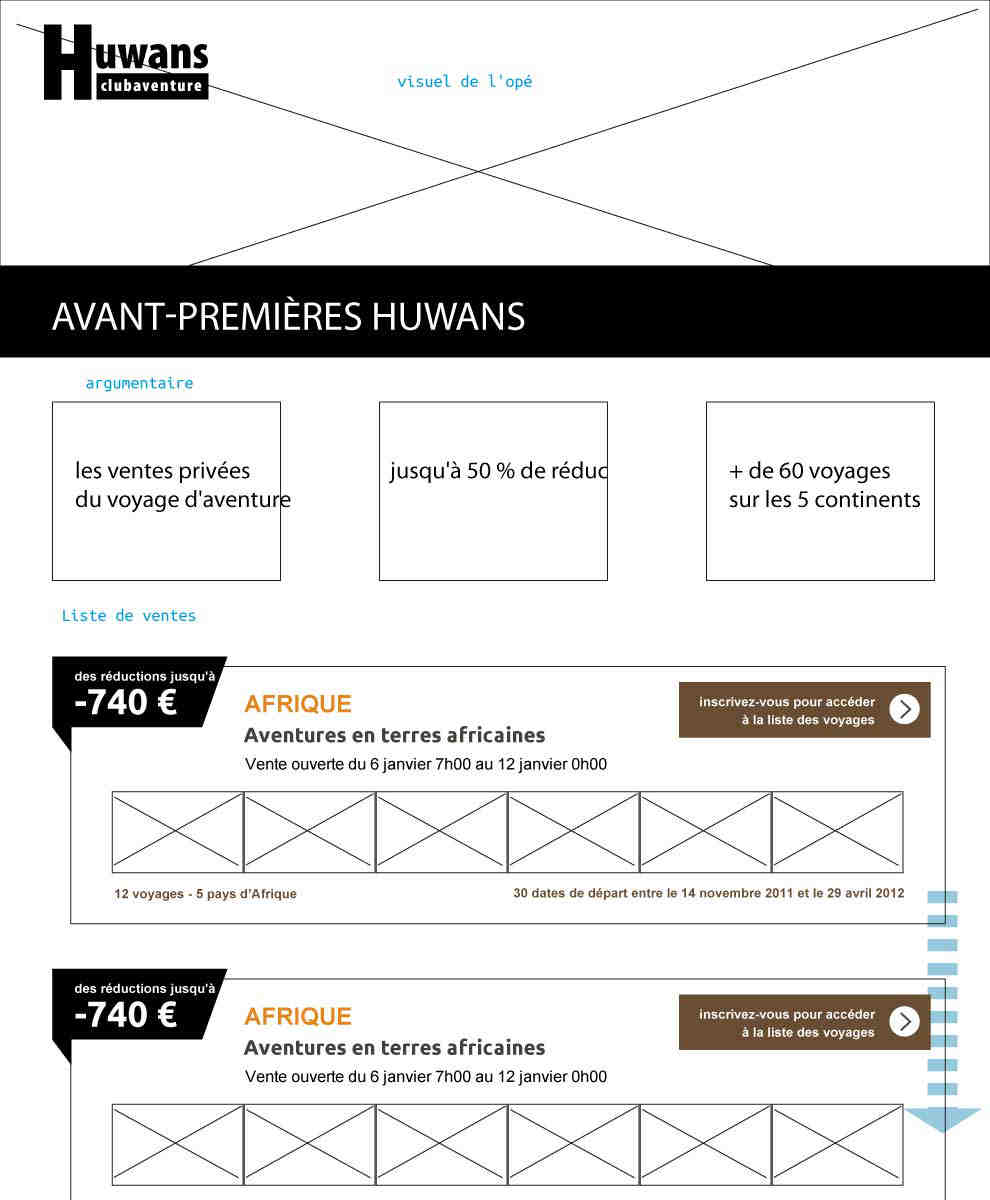 Huwans
clubaventure
visuel de l'opé
AVANT-PREMIÈRES HUWANS
argumentaire
les ventes privées
du voyage d'aventure
jusqu'à 50 % de réduc
+ de 60 voyages
sur les 5 continents
Liste de ventes
des réductions jusqu'à
-740 €
AFRIQUE
Aventures en terres africaines
Vente ouverte du 6 janvier 7h00 au 12 janvier 0h00
inscrivez-vous pour accéder
à la liste des voyages
12 voyages - 5 pays d'Afrique
30 dates de départ entre le 14 novembre 2011 et le 29 avril 2012
des réductions jusqu'à
-740 €
AFRIQUE
Aventures en terres africaines
Vente ouverte du 6 janvier 7h00 au 12 janvier 0h00
inscrivez-vous pour accéder
à la liste des voyages